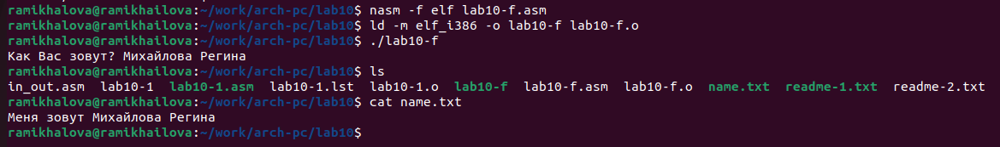 ramikhalova@ramikhailova:~/work/arch-pc/lab10$ nasm -f elf lab10-f.asm
ramikhalova@ramikhailova:~/work/arch-pc/lab10$ ld -m elf_i386 -o lab10-f lab10-f.o
ramikhalova@ramikhailova:~/work/arch-pc/lab10$ ./lab10-f
Как Вас зовут? Михайлова Регина
ramikhalova@ramikhailova:~/work/arch-pc/lab10$ ls
in_out.asm lab10-1 lab10-1.asm lab10-1.lst lab10-1.o lab10-f lab10-f.asm lab10-f.o name.txt readme-1.txt readme-2.txt
ramikhalova@ramikhailova:~/work/arch-pc/lab10$ cat name.txt
Меня зовут Михайлова Регина
ramikhalova@ramikhailova:~/work/arch-pc/lab10$